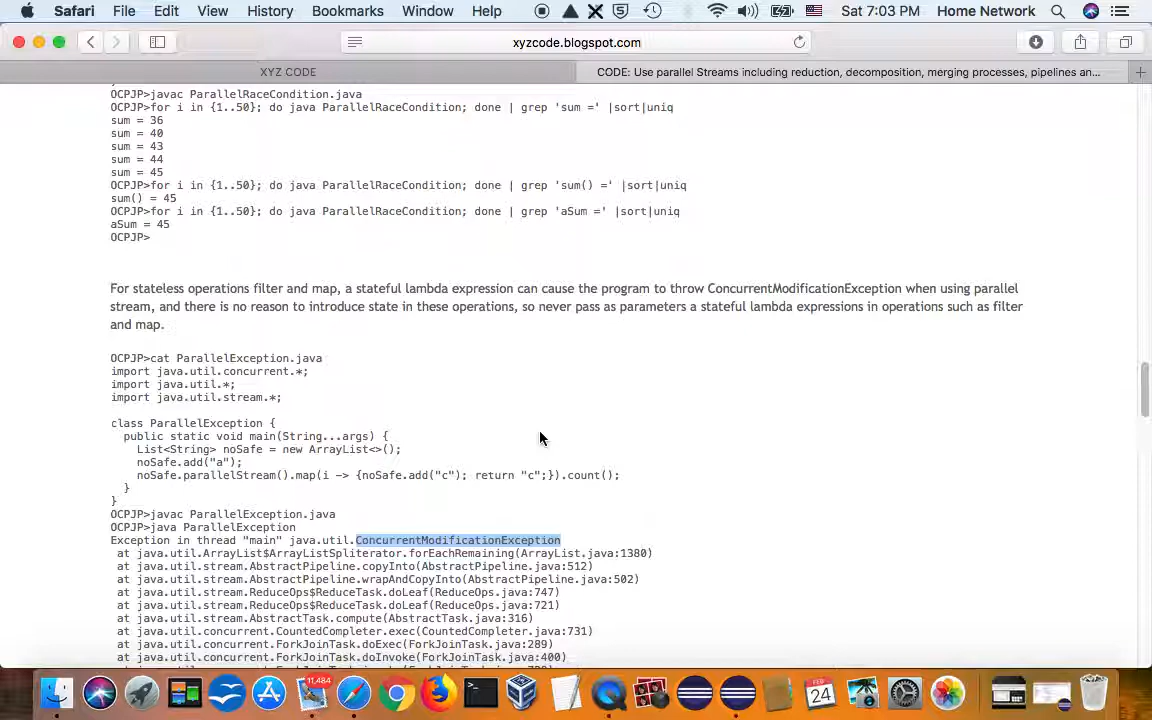 Safari File Edit View History Bookmarks Window Help Sat 7:03 PM Home Network
xyzcode.blogspot.com
XYZ CODE
CODE: Use parallel Streams including reduction, decomposition, merging processes, pipelines an...
OCPJP>javac ParallelRaceCondition.java
OCPJP>for i in {1..50}; do java ParallelRaceCondition; done | grep 'sum =' |sort|uniq
sum = 36
sum = 40
sum = 43
sum = 44
sum = 45
OCPJP>for i in {1..50}; do java ParallelRaceCondition; done | grep 'sum() =' |sort|uniq
sum() = 45
OCPJP>for i in {1..50}; do java ParallelRaceCondition; done | grep 'aSum =' |sort|uniq
aSum = 45
OCPJP>
For stateless operations filter and map, a stateful lambda expression can cause the program to throw ConcurrentModificationException when using parallel
stream, and there is no reason to introduce state in these operations, so never pass as parameters a stateful lambda expressions in operations such as filter
and map.
OCPJP>cat ParallelException.java
import java.util.concurrent.*;
import java.util.*;
import java.util.stream.*;
class ParallelException {
public static void main(String...args) {
List<String> noSafe = new ArrayList<>();
noSafe.add("a");
noSafe.parallelStream().map(i -> {noSafe.add("c"); return "c";}).count();
}
}
OCPJP>javac ParallelException.java
OCPJP>java ParallelException
Exception in thread "main" java.util.ConcurrentModificationException
at java.util.ArrayList$ArrayListSpliterator.forEachRemaining(ArrayList.java:1380)
at java.util.stream.AbstractPipeline.copyInto(AbstractPipeline.java:512)
at java.util.stream.AbstractPipeline.wrapAndCopyInto(AbstractPipeline.java:502)
at java.util.stream.ReduceOps$ReduceTask.doLeaf(ReduceOps.java:747)
at java.util.stream.ReduceOps$ReduceTask.doLeaf(ReduceOps.java:721)
at java.util.stream.AbstractTask.compute(AbstractTask.java:316)
at java.util.concurrent.CountedCompleter.exec(CountedCompleter.java:731)
at java.util.concurrent.ForkJoinTask.doExec(ForkJoinTask.java:289)
at java.util.concurrent.ForkJoinTask.doInvoke(ForkJoinTask.java:400)
11,484
FEB
24